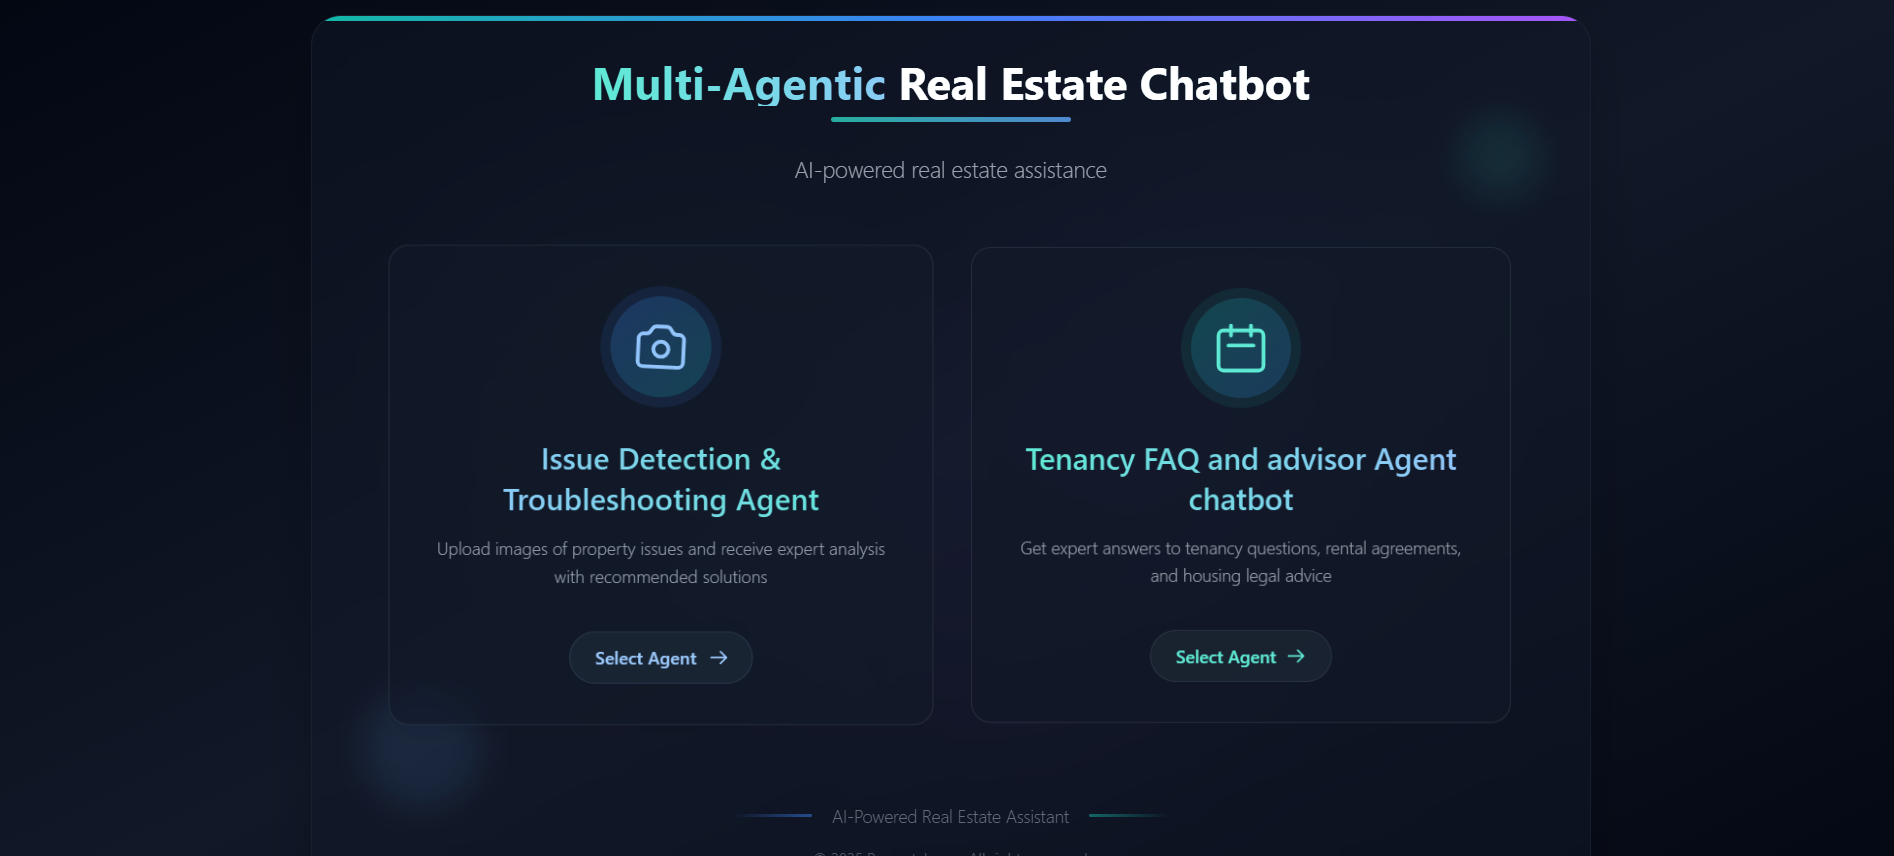 Multi-Agentic Real Estate Chatbot
AI-powered real estate assistance
Issue Detection &
Troubleshooting Agent
Upload images of property issues and receive expert analysis
with recommended solutions
Select Agent →
Tenancy FAQ and advisor Agent
chatbot
Get expert answers to tenancy questions, rental agreements,
and housing legal advice
Select Agent →
AI-Powered Real Estate Assistant